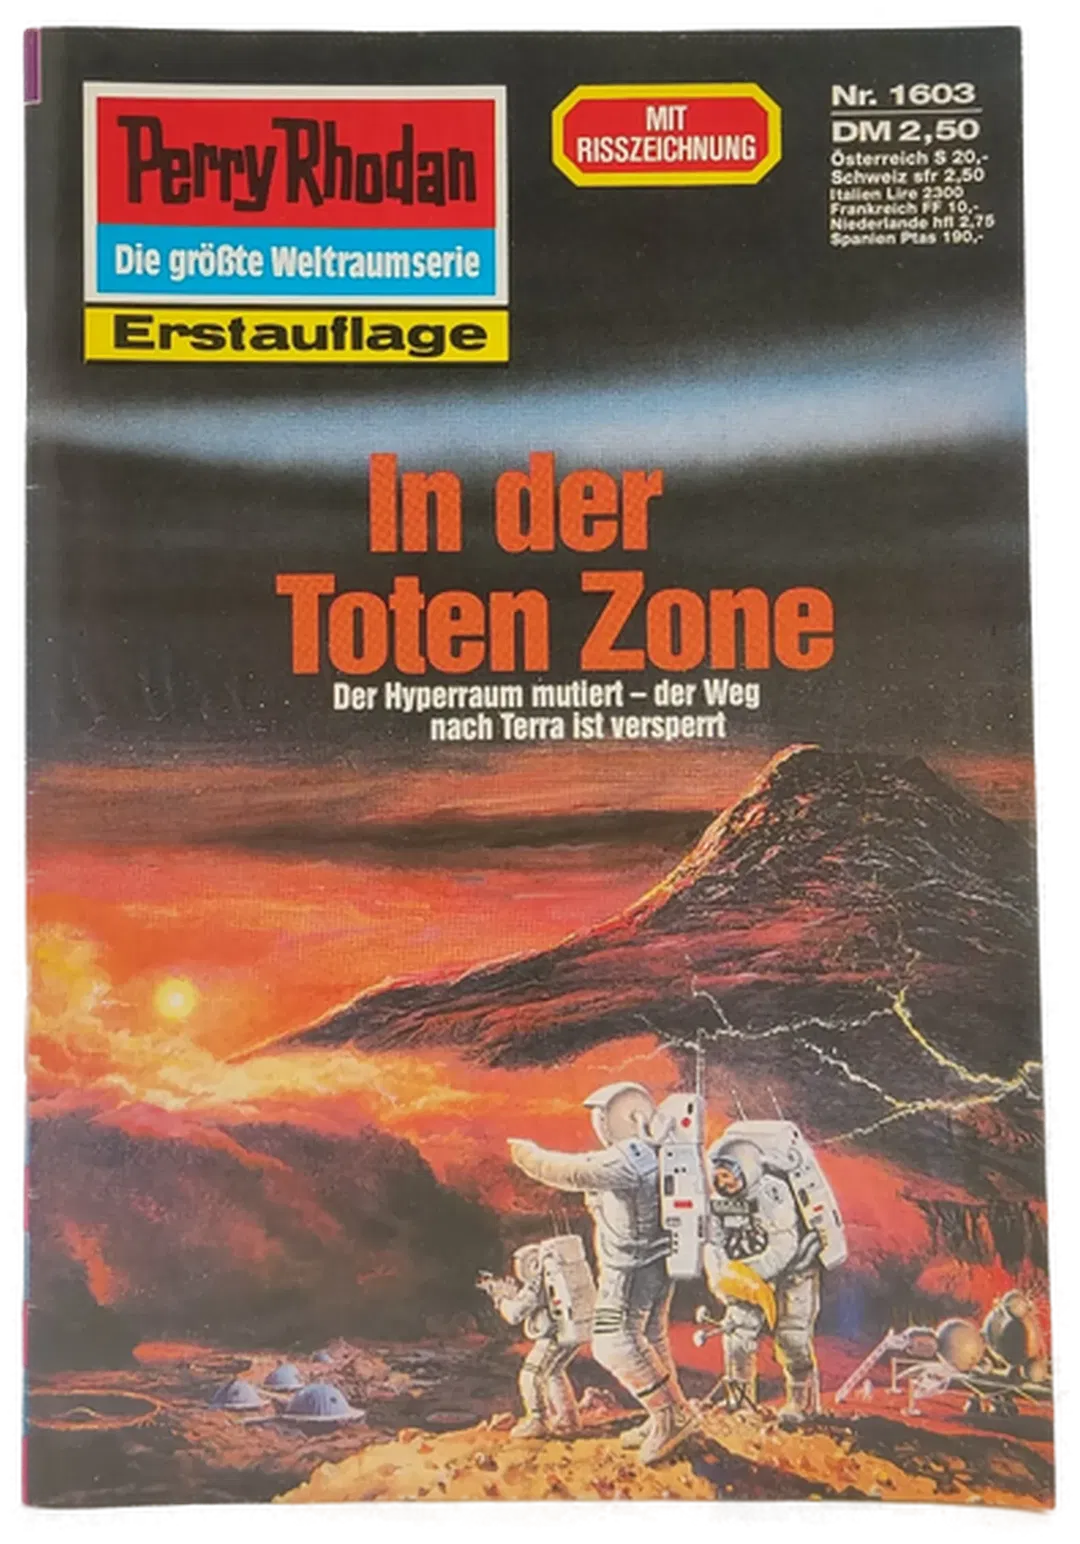 Perry Rhodan
Die größte Weltraumserie
Erstauflage
MIT
RISSZEICHNUNG
Nr. 1603
DM 2,50
Österreich S 20,-
Schweiz sfr 2,50
Italien Lire 2300
Frankreich FF 10,-
Niederlande hfl 2,75
Spanien Ptas 190,-
In der
Toten Zone
Der Hyperraum mutiert – der Weg
nach Terra ist versperrt